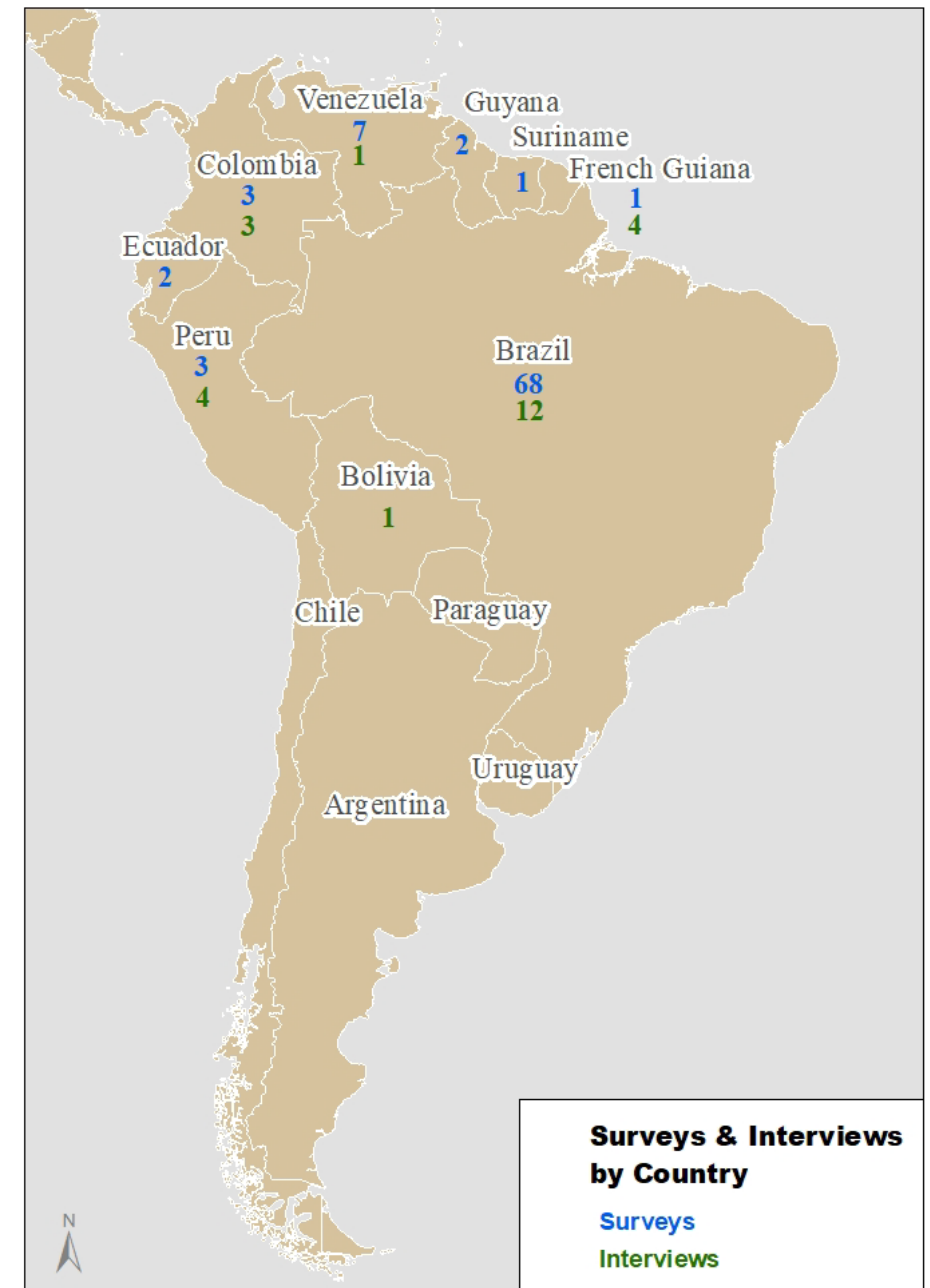 Venezuela
7
1
Guyana
2
Suriname
1
French Guiana
1
4
Colombia
3
3
Ecuador
2
Peru
3
4
Brazil
68
12
Bolivia
1
Chile
Paraguay
Uruguay
Argentina
Surveys & Interviews
by Country
Surveys
Interviews
N